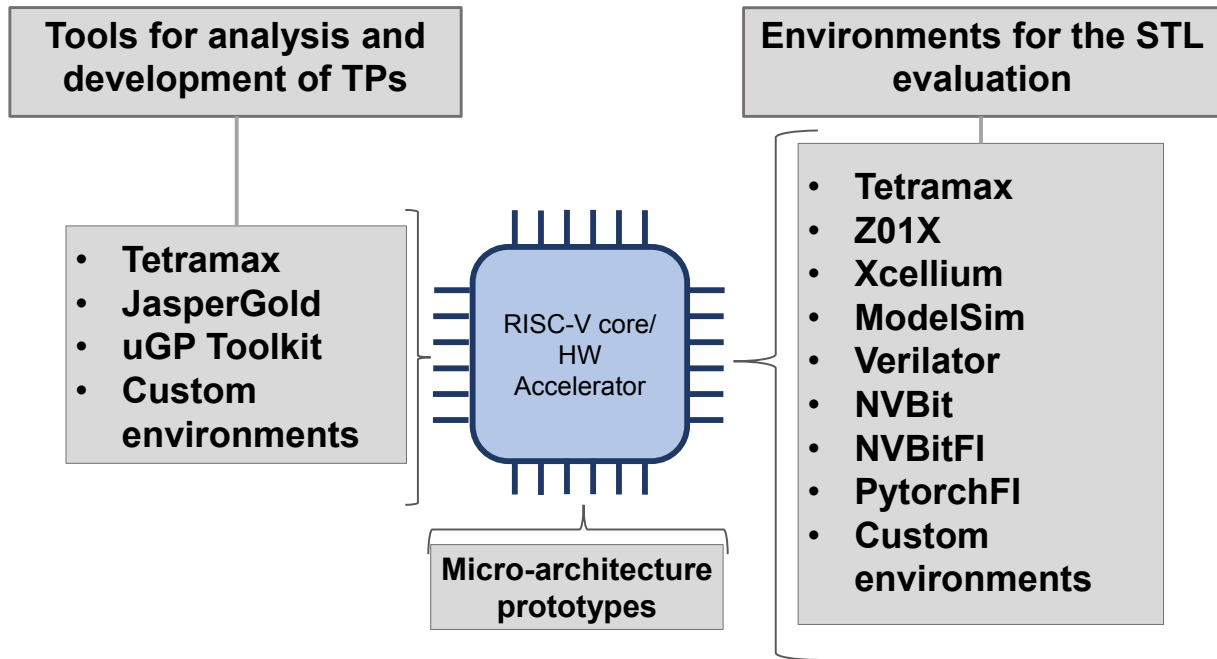 Tools for analysis and
development of TPs
Environments for the STL
evaluation
• Tetramax
• JasperGold
• uGP Toolkit
• Custom
environments
RISC-V core/
HW
Accelerator
Micro-architecture
prototypes
• Tetramax
• Z01X
• Xcellium
• ModelSim
• Verilator
• NVBit
• NVBitFI
• PytorchFI
• Custom
environments